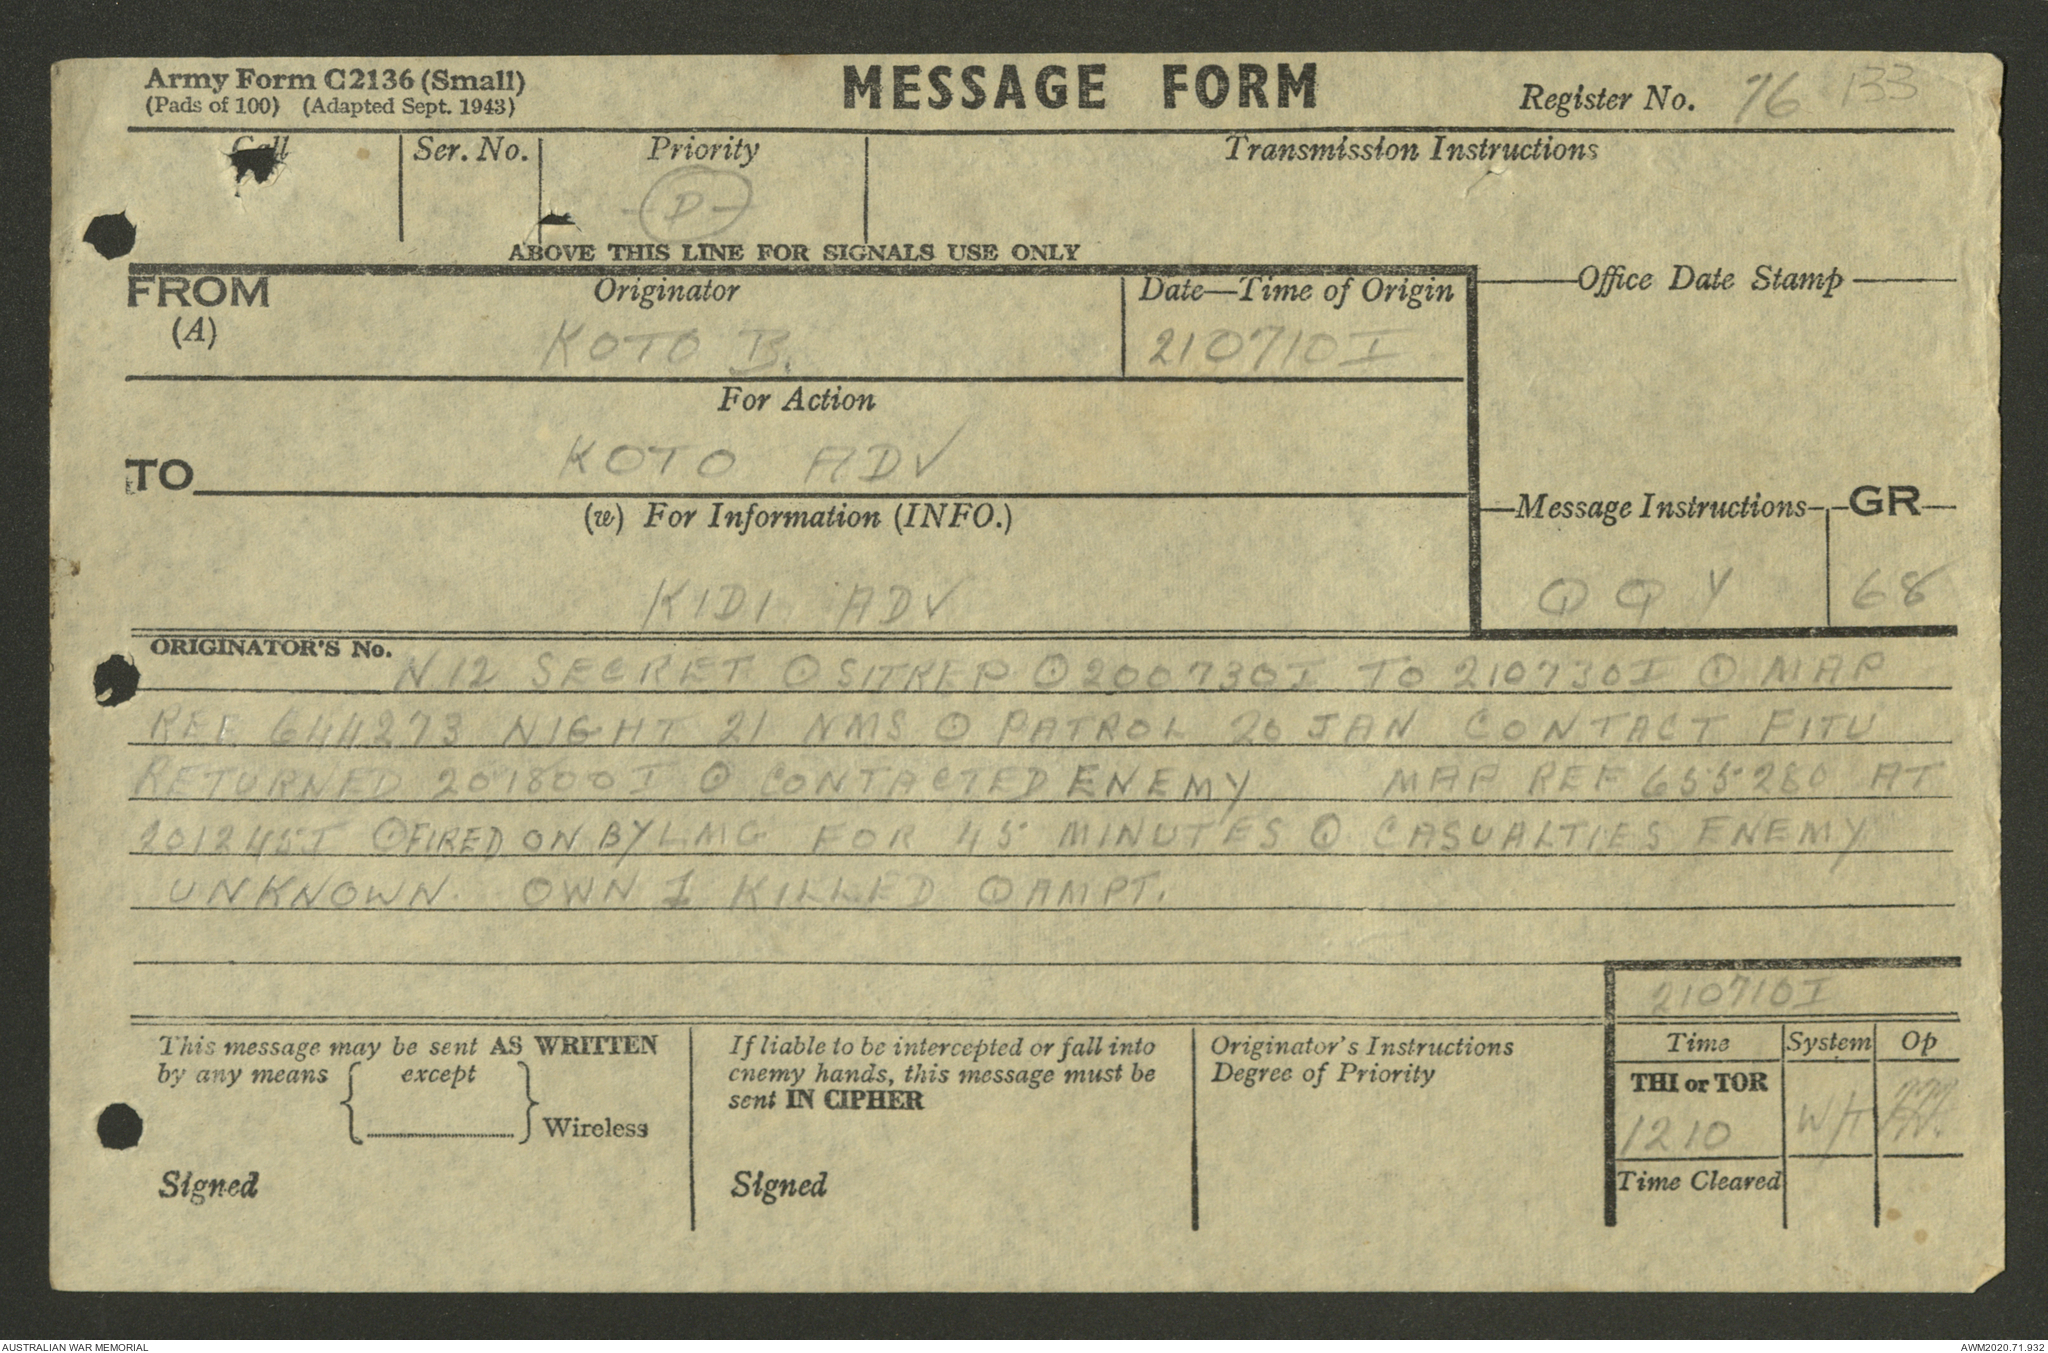 Army Form C2136 (Small)
(Pads of 100) (Adapted Sept. 1943)
MESSAGE FORM
Register No. 76 133
Call
Ser. No.
Priority
Transmission Instructions
-D-
ABOVE THIS LINE FOR SIGNALS USE ONLY
FROM
(A)
Originator
Date—Time of Origin
Office Date Stamp
KOTO B.
210710I
For Action
KOTO ADV
TO
(w) For Information (INFO.)
Message Instructions
GR
KIDI ADV
QQY
68
ORIGINATOR'S No.
N12 SECRET ⊙ SITREP ⊙ 200730I TO 210730I ⊙ MAP
REF 644273 NIGHT 21 NMS ⊙ PATROL 20 JAN CONTACT FITU
RETURNED 201800I ⊙ CONTACTED ENEMY MAP REF 655280 AT
201245I ⊙ FIRED ON BY LMG FOR 45 MINUTES ⊙ CASUALTIES ENEMY
UNKNOWN. OWN 1 KILLED ⊙ AMPT.
210710I
This message may be sent AS WRITTEN
by any means except
Wireless
Signed
If liable to be intercepted or fall into
enemy hands, this message must be
sent IN CIPHER
Signed
Originator's Instructions
Degree of Priority
Time
System
Op
THI or TOR
1210
W/T
Time Cleared
AUSTRALIAN WAR MEMORIAL
AWM2020.71.932